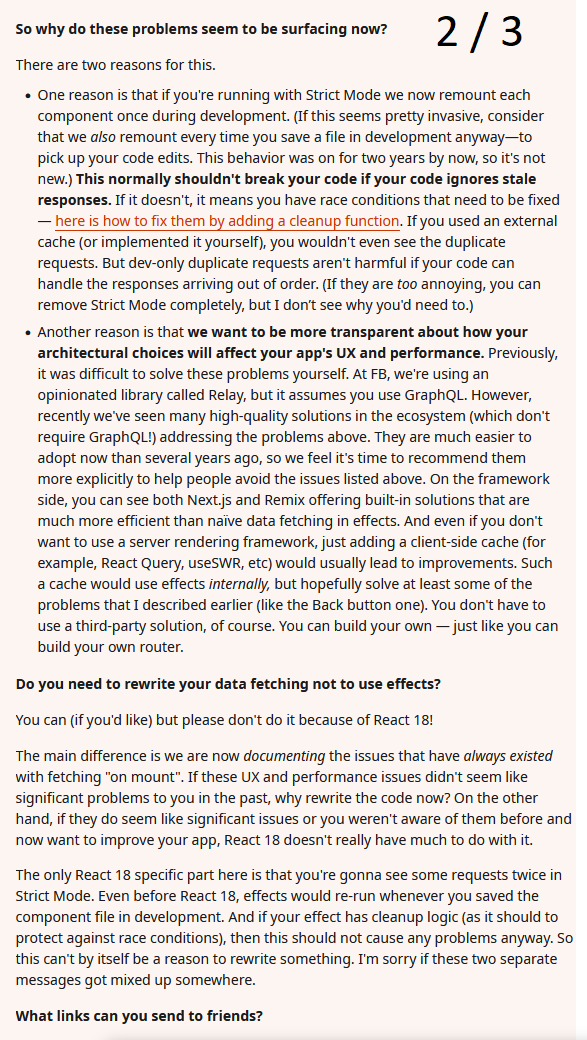 So why do these problems seem to be surfacing now?
2 / 3
There are two reasons for this.
• One reason is that if you're running with Strict Mode we now remount each
component once during development. (If this seems pretty invasive, consider
that we also remount every time you save a file in development anyway—to
pick up your code edits. This behavior was on for two years by now, so it's not
new.) This normally shouldn't break your code if your code ignores stale
responses. If it doesn't, it means you have race conditions that need to be fixed
— here is how to fix them by adding a cleanup function. If you used an external
cache (or implemented it yourself), you wouldn't even see the duplicate
requests. But dev-only duplicate requests aren't harmful if your code can
handle the responses arriving out of order. (If they are too annoying, you can
remove Strict Mode completely, but I don’t see why you'd need to.)
• Another reason is that we want to be more transparent about how your
architectural choices will affect your app's UX and performance. Previously,
it was difficult to solve these problems yourself. At FB, we're using an
opinionated library called Relay, but it assumes you use GraphQL. However,
recently we've seen many high-quality solutions in the ecosystem (which don't
require GraphQL!) addressing the problems above. They are much easier to
adopt now than several years ago, so we feel it's time to recommend them
more explicitly to help people avoid the issues listed above. On the framework
side, you can see both Next.js and Remix offering built-in solutions that are
much more efficient than naïve data fetching in effects. And even if you don't
want to use a server rendering framework, just adding a client-side cache (for
example, React Query, useSWR, etc) would usually lead to improvements. Such
a cache would use effects internally, but hopefully solve at least some of the
problems that I described earlier (like the Back button one). You don't have to
use a third-party solution, of course. You can build your own — just like you can
build your own router.
Do you need to rewrite your data fetching not to use effects?
You can (if you'd like) but please don't do it because of React 18!
The main difference is we are now documenting the issues that have always existed
with fetching "on mount". If these UX and performance issues didn't seem like
significant problems to you in the past, why rewrite the code now? On the other
hand, if they do seem like significant issues or you weren't aware of them before and
now want to improve your app, React 18 doesn't really have much to do with it.
The only React 18 specific part here is that you're gonna see some requests twice in
Strict Mode. Even before React 18, effects would re-run whenever you saved the
component file in development. And if your effect has cleanup logic (as it should to
protect against race conditions), then this should not cause any problems anyway. So
this can't by itself be a reason to rewrite something. I'm sorry if these two separate
messages got mixed up somewhere.
What links can you send to friends?